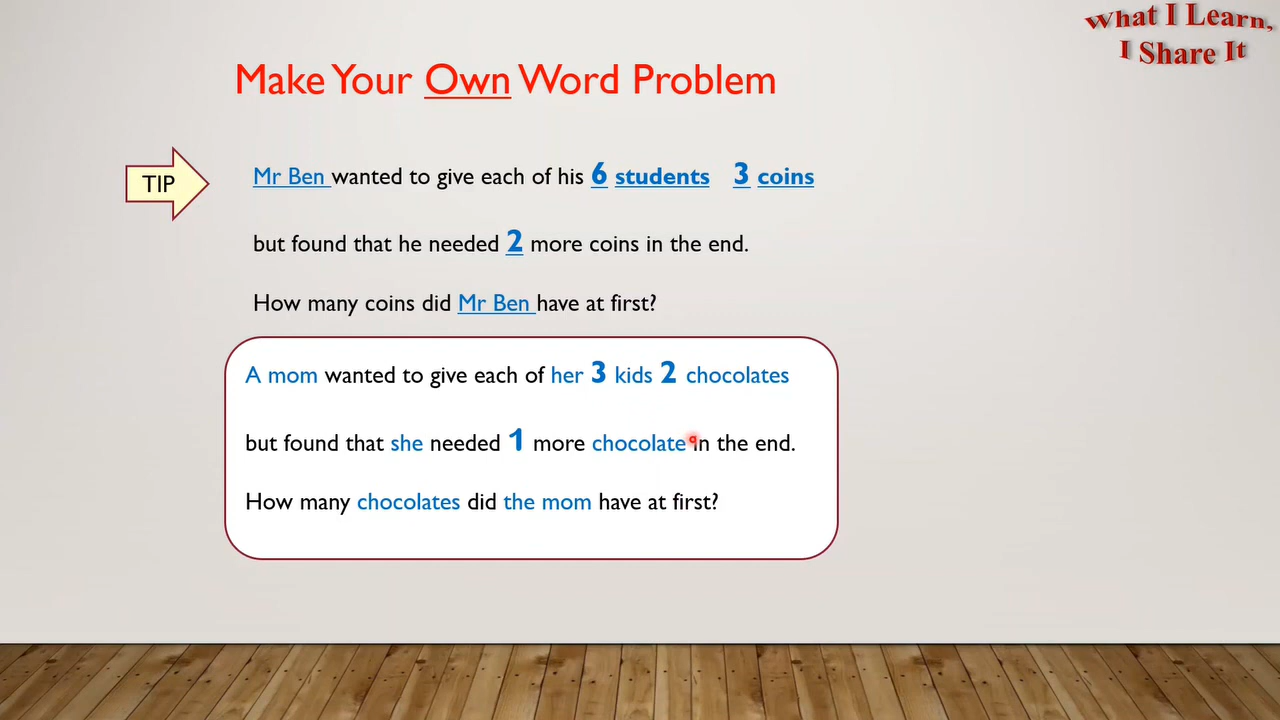 What I Learn,
I Share It
Make Your Own Word Problem
TIP
Mr Ben wanted to give each of his 6 students 3 coins
but found that he needed 2 more coins in the end.
How many coins did Mr Ben have at first?
A mom wanted to give each of her 3 kids 2 chocolates
but found that she needed 1 more chocolate in the end.
How many chocolates did the mom have at first?